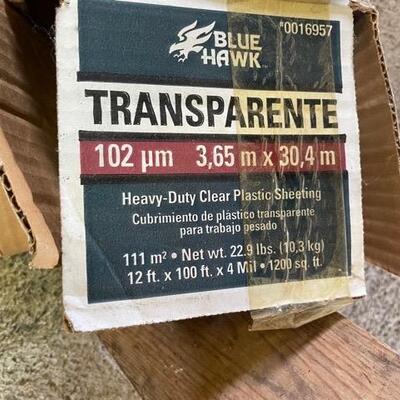 #0016957
BLUE
HAWK™
TRANSPARENTE
102 µm 3,65 m x 30,4 m
Heavy-Duty Clear Plastic Sheeting
Cubrimiento de plástico transparente
para trabajo pesado
111 m² • Net wt. 22.9 lbs. (10,3 kg)
12 ft. x 100 ft. x 4 Mil • 1200 sq. ft.